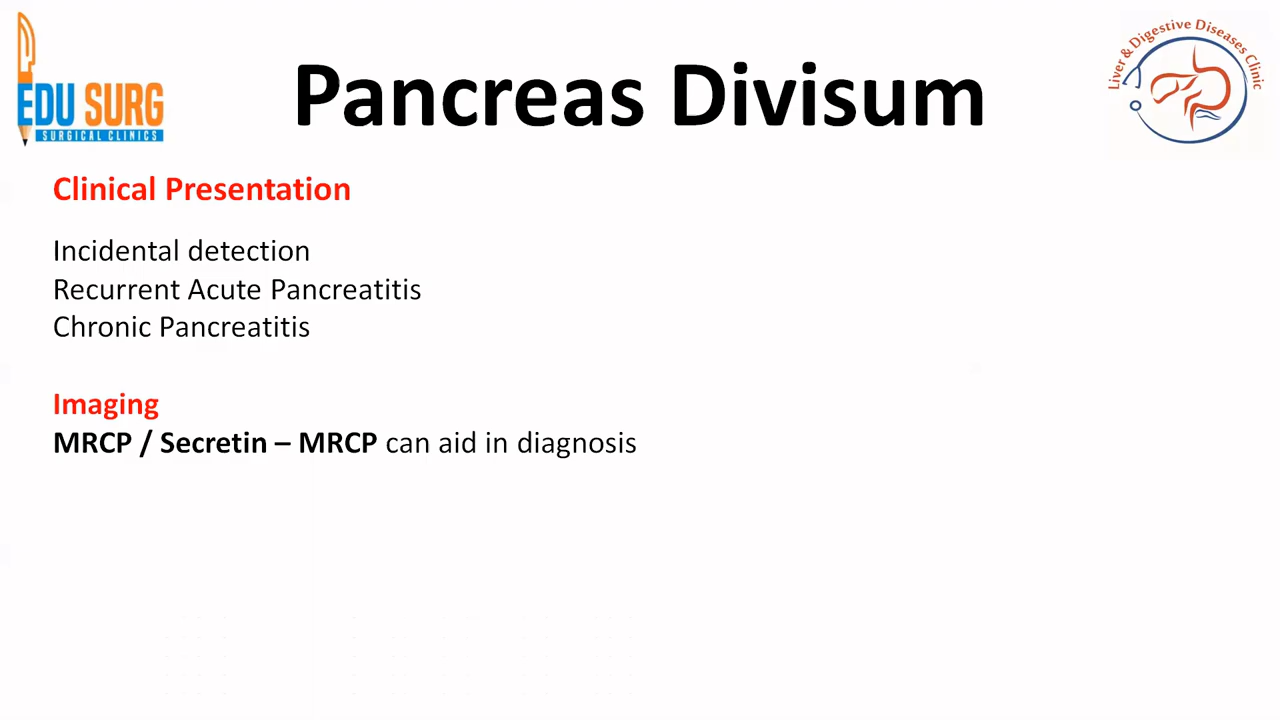 EDU SURG
SURGICAL CLINICS
Pancreas Divisum
Liver & Digestive Diseases Clinic
Clinical Presentation
Incidental detection
Recurrent Acute Pancreatitis
Chronic Pancreatitis
Imaging
MRCP / Secretin – MRCP can aid in diagnosis